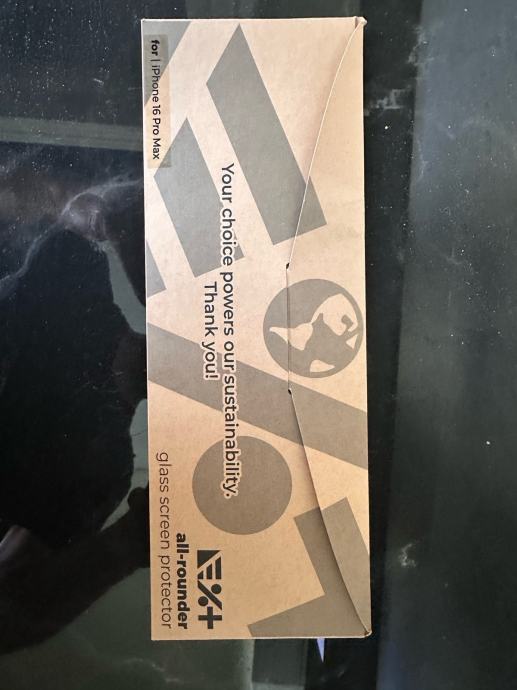 for | iPhone 16 Pro Max
Your choice powers our sustainability.
Thank you!
all-rounder
glass screen protector